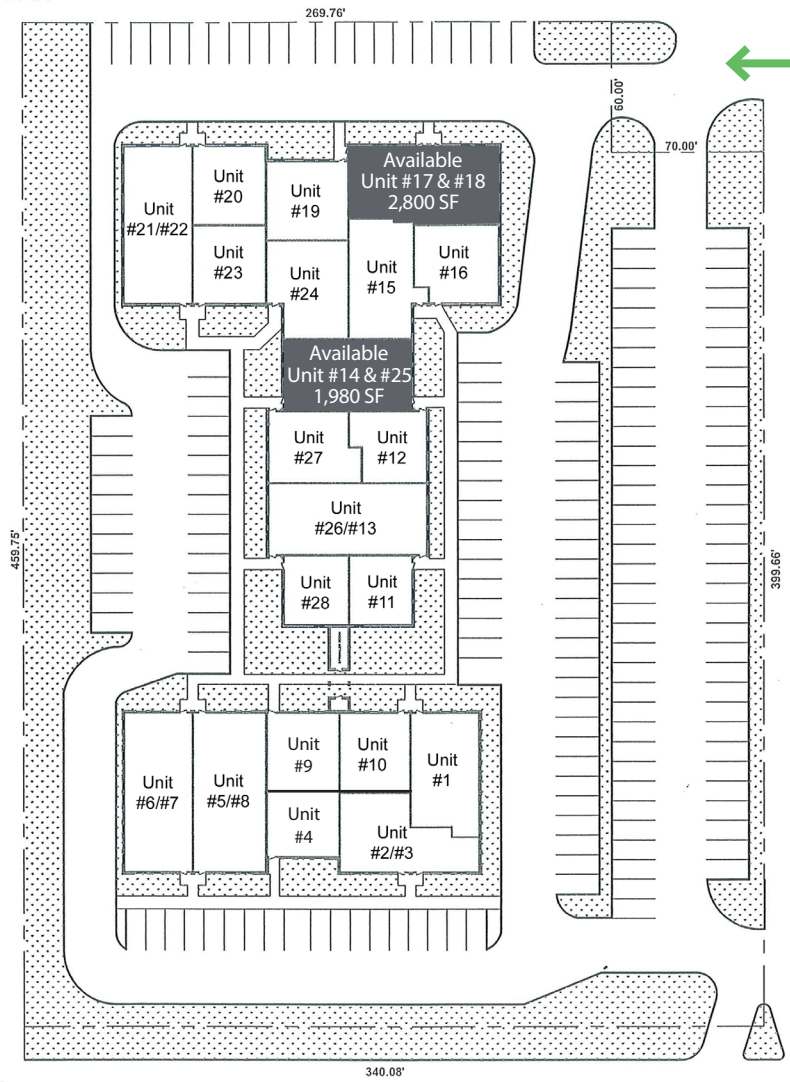 269.76'
60.00'
70.00'
Available
Unit #17 & #18
2,800 SF
Unit
#20
Unit
#19
Unit
#21/#22
Unit
#23
Unit
#24
Unit
#15
Unit
#16
Available
Unit #14 & #25
1,980 SF
Unit
#27
Unit
#12
Unit
#26/#13
459.75'
399.66'
Unit
#28
Unit
#11
Unit
#9
Unit
#10
Unit
#1
Unit
#6/#7
Unit
#5/#8
Unit
#4
Unit
#2/#3
340.08'